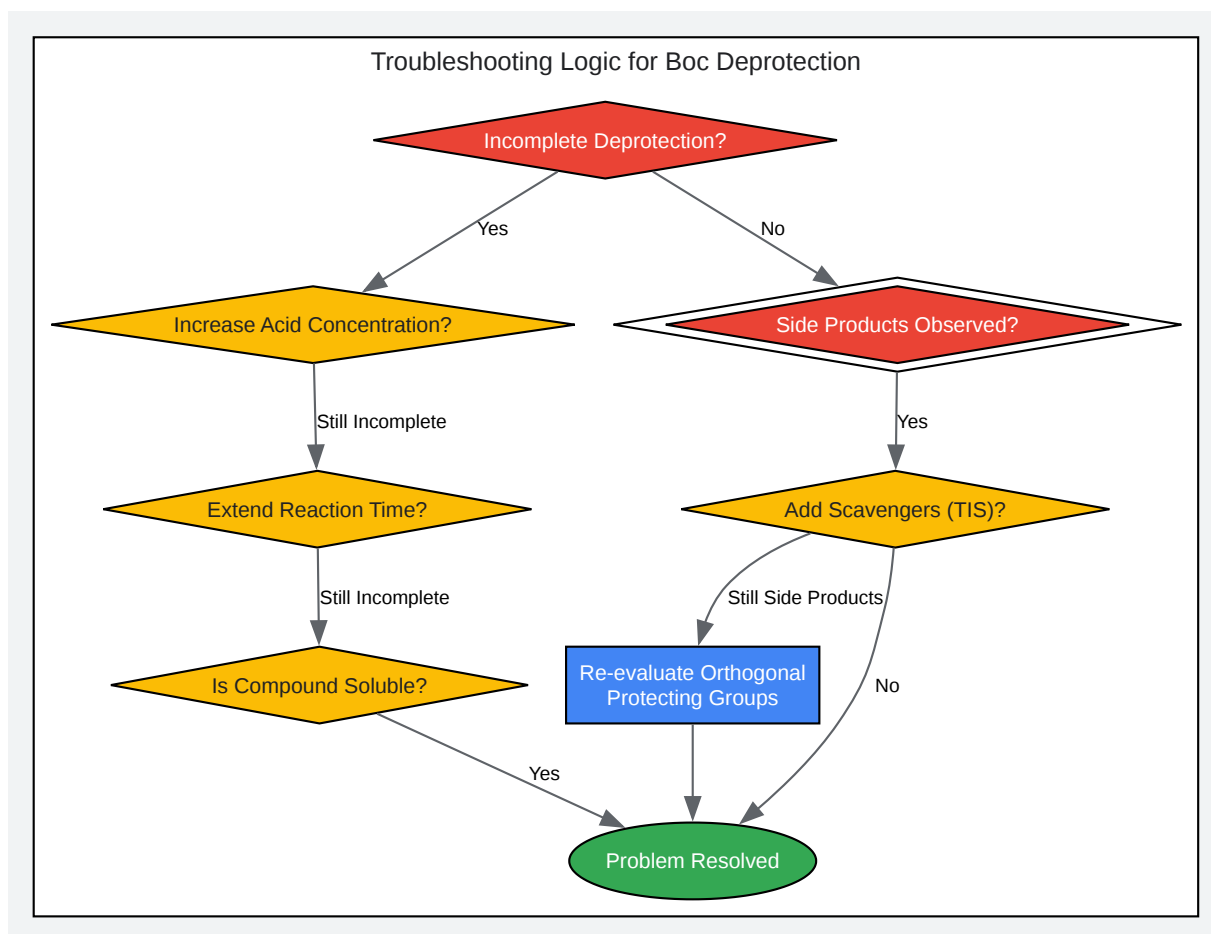 Troubleshooting Logic for Boc Deprotection
Incomplete Deprotection?
Yes
No
Increase Acid Concentration?
Side Products Observed?
Still Incomplete
Yes
Extend Reaction Time?
Add Scavengers (TIS)?
Still Incomplete
Still Side Products
Is Compound Soluble?
Re-evaluate Orthogonal
Protecting Groups
No
Yes
Problem Resolved